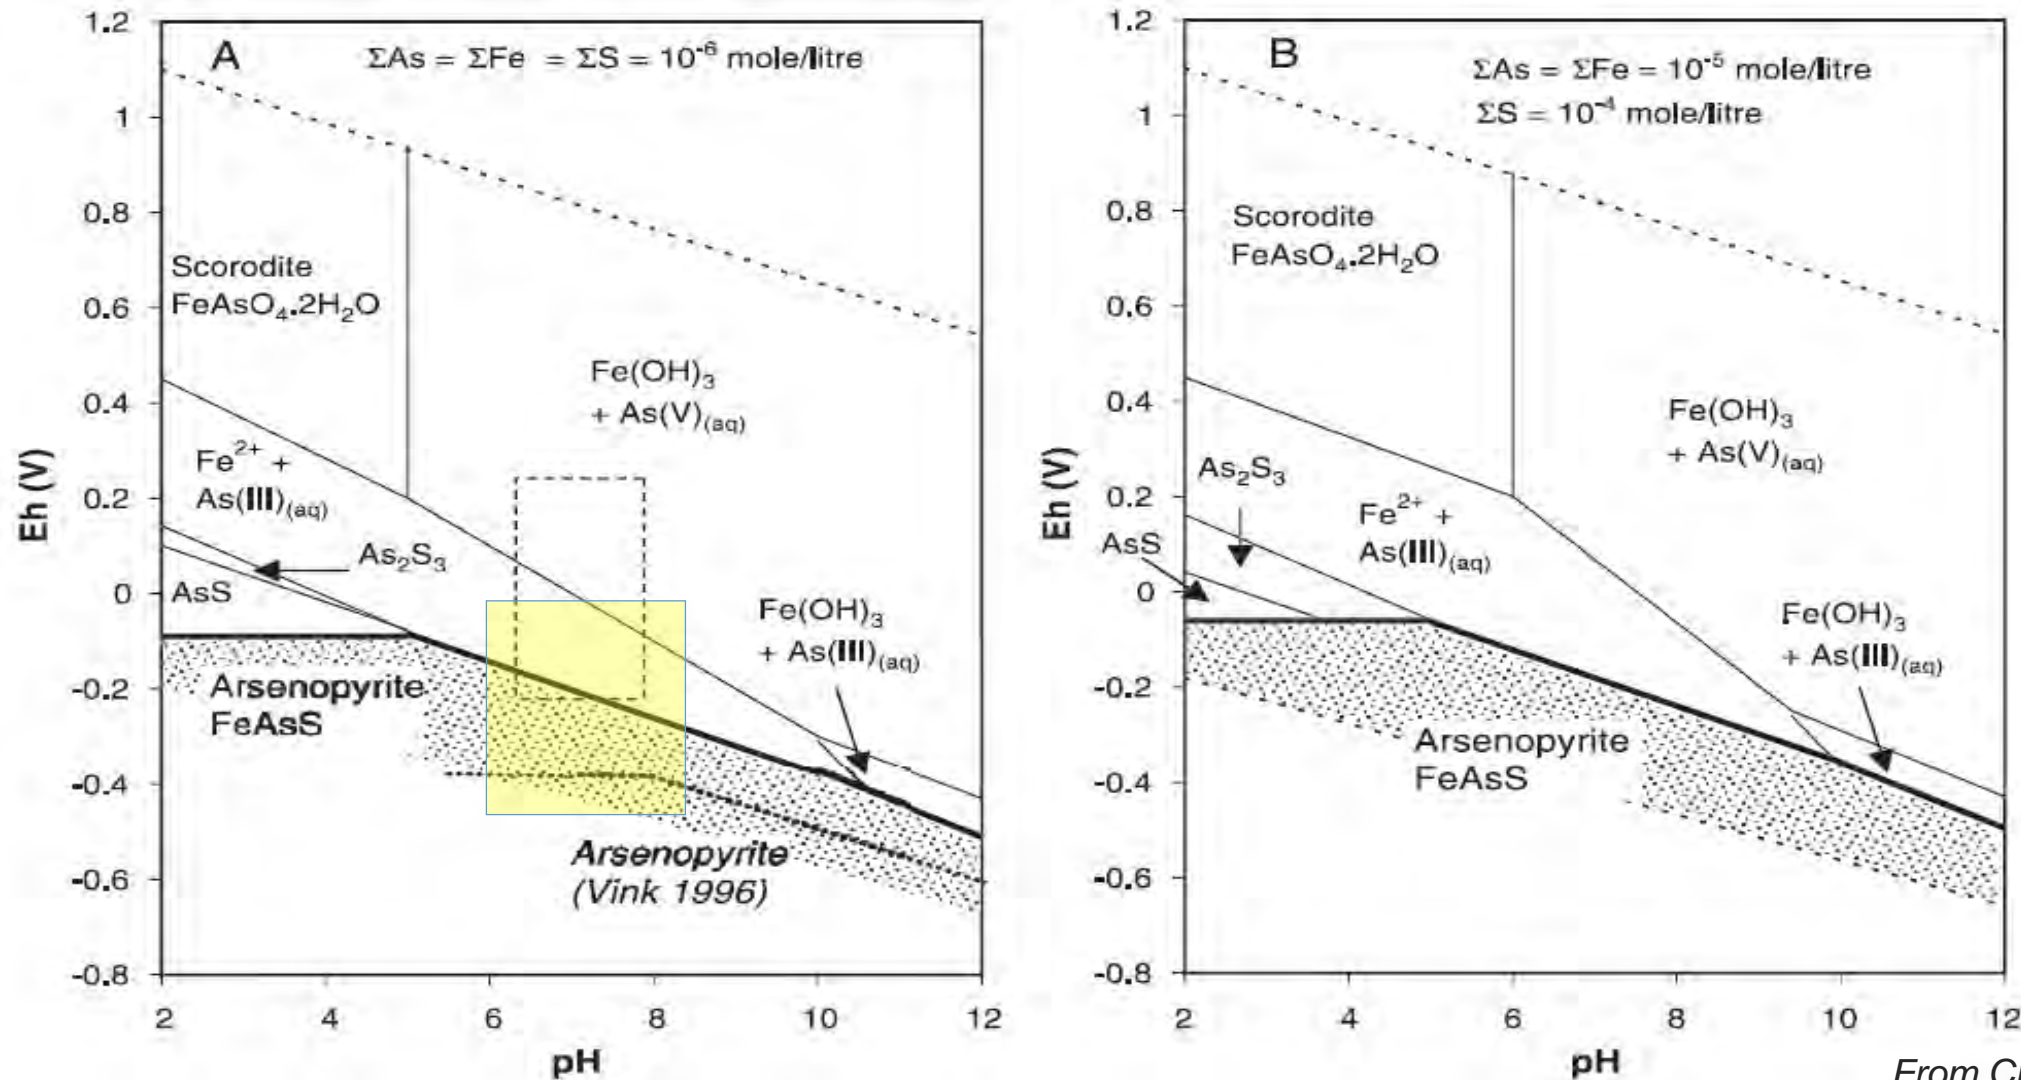 A
ΣAs = ΣFe = ΣS = 10⁻⁶ mole/litre
1.2
1
0.8
0.6
0.4
0.2
0
-0.2
-0.4
-0.6
-0.8
Eh (V)
Scorodite
FeAsO₄.2H₂O
Fe(OH)₃
+ As(V)₍aq₎
Fe²⁺ +
As(III)₍aq₎
As₂S₃
AsS
Fe(OH)₃
+ As(III)₍aq₎
Arsenopyrite
FeAsS
Arsenopyrite
(Vink 1996)
2
4
6
8
10
12
pH
B
ΣAs = ΣFe = 10⁻⁵ mole/litre
ΣS = 10⁻⁴ mole/litre
1.2
1
0.8
0.6
0.4
0.2
0
-0.2
-0.4
-0.6
-0.8
Eh (V)
Scorodite
FeAsO₄.2H₂O
Fe(OH)₃
+ As(V)₍aq₎
As₂S₃
Fe²⁺ +
As(III)₍aq₎
AsS
Fe(OH)₃
+ As(III)₍aq₎
Arsenopyrite
FeAsS
2
4
6
8
10
12
pH
From